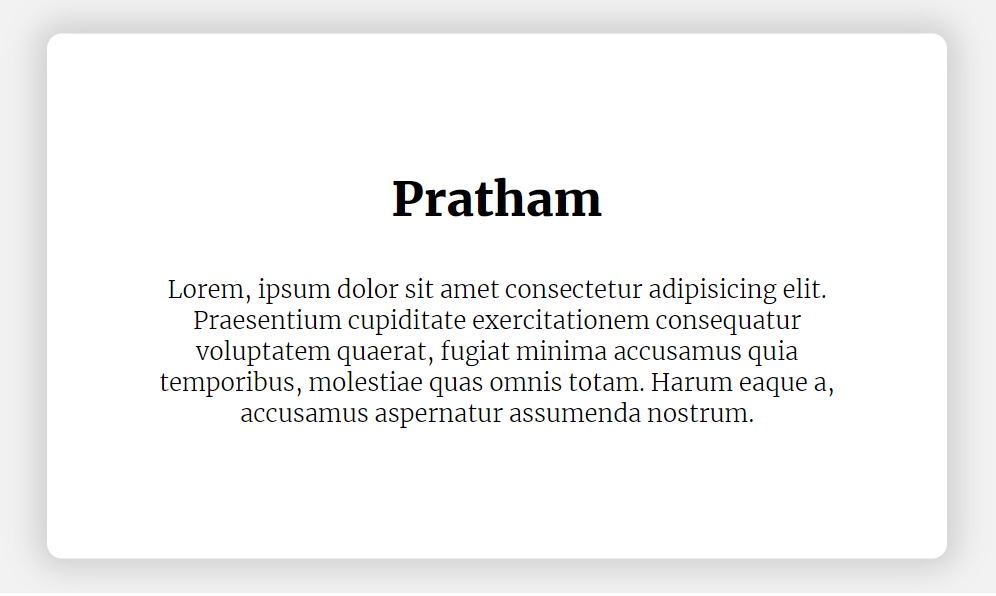 Pratham
Lorem, ipsum dolor sit amet consectetur adipisicing elit.
Praesentium cupiditate exercitationem consequatur
voluptatem quaerat, fugiat minima accusamus quia
temporibus, molestiae quas omnis totam. Harum eaque a,
accusamus aspernatur assumenda nostrum.